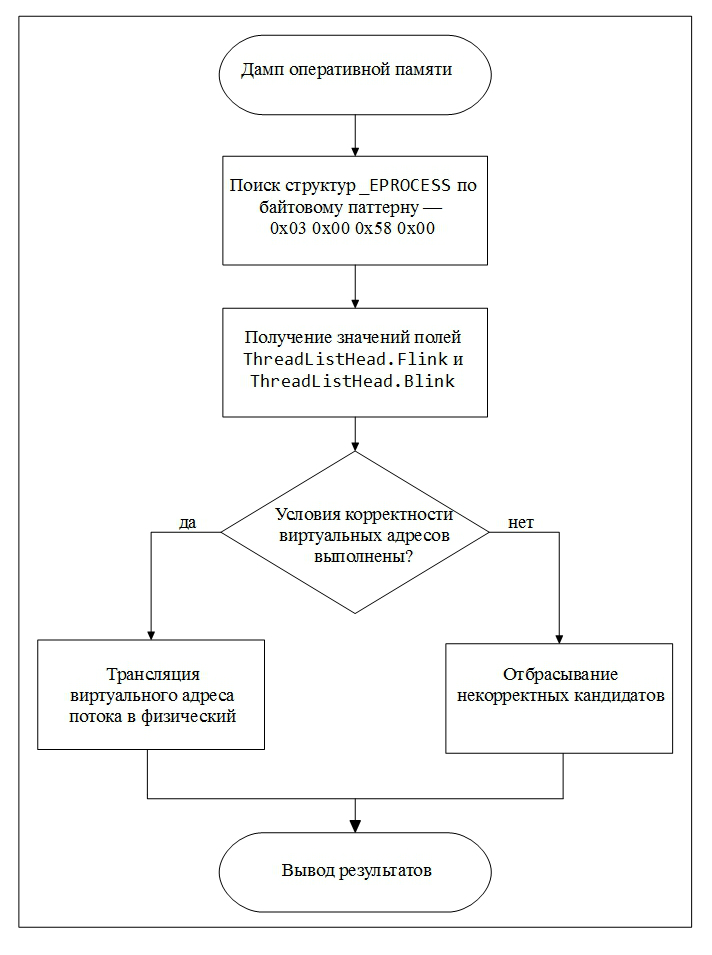 Дамп оперативной памяти
Поиск структур _EPROCESS по
байтовому паттерну —
0x03 0x00 0x58 0x00
Получение значений полей
ThreadListHead.Flink и
ThreadListHead.Blink
Условия корректности
виртуальных адресов
выполнены?
да
нет
Трансляция
виртуального адреса
потока в физический
Отбрасывание
некорректных кандидатов
Вывод результатов